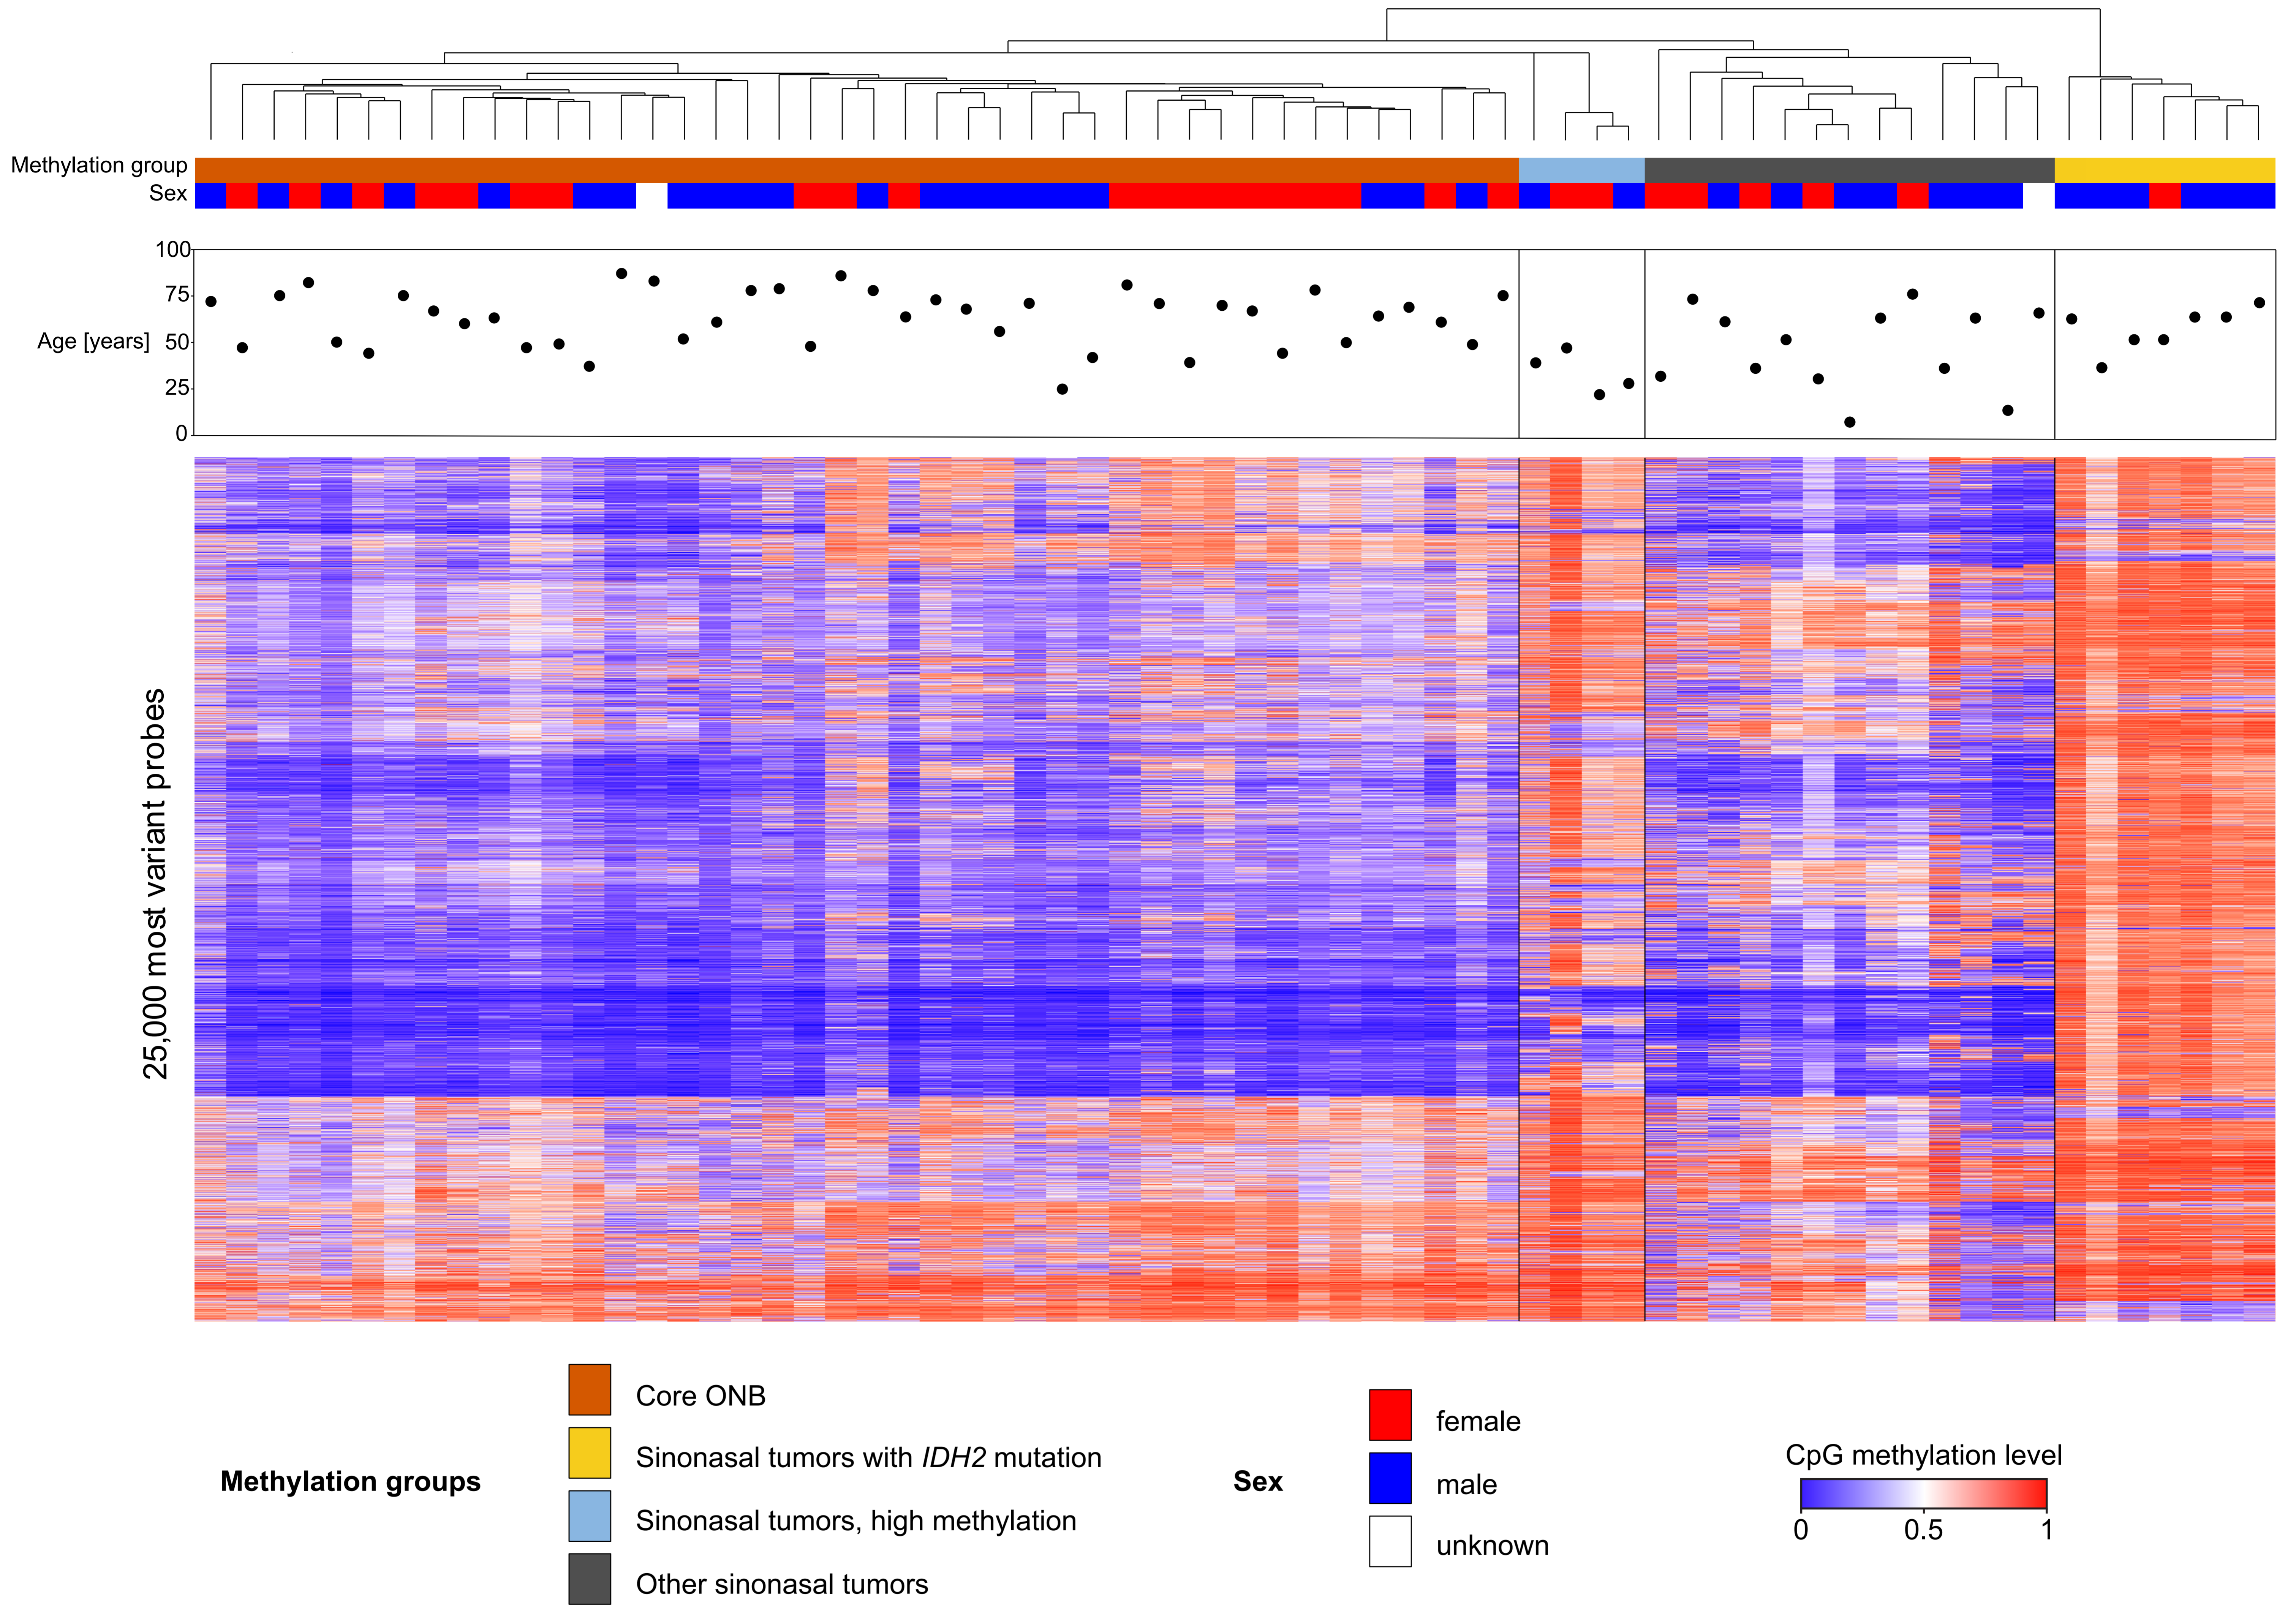 Methylation group
Sex
100
75
Age [years]
50
25
0
25,000 most variant probes
Methylation groups
Core ONB
Sinonasal tumors with IDH2 mutation
Sinonasal tumors, high methylation
Other sinonasal tumors
Sex
female
male
unknown
CpG methylation level
0 0.5 1